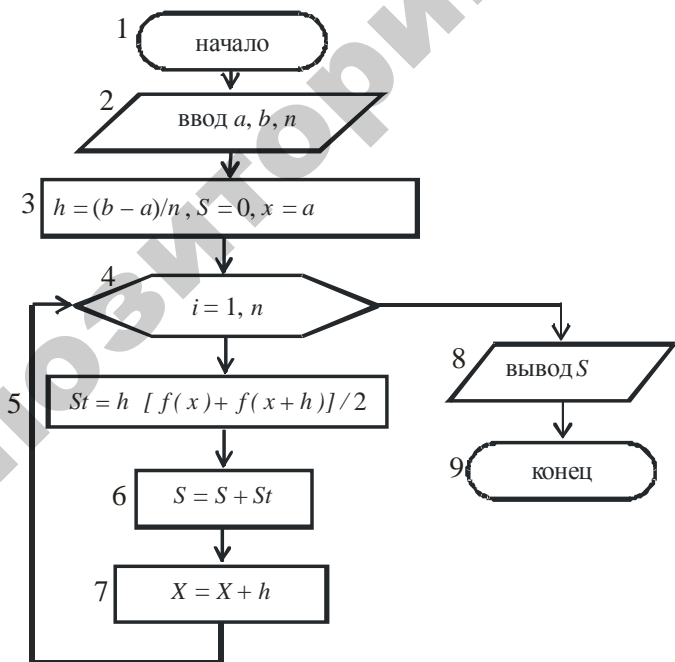 1
начало
2
ввод a, b, n
3
h = (b – a)/n , S = 0, x = a
4
i = 1, n
5
St = h [ f( x )+ f( x+ h )] / 2
6
S = S + St
7
X = X + h
8
вывод S
9
конец